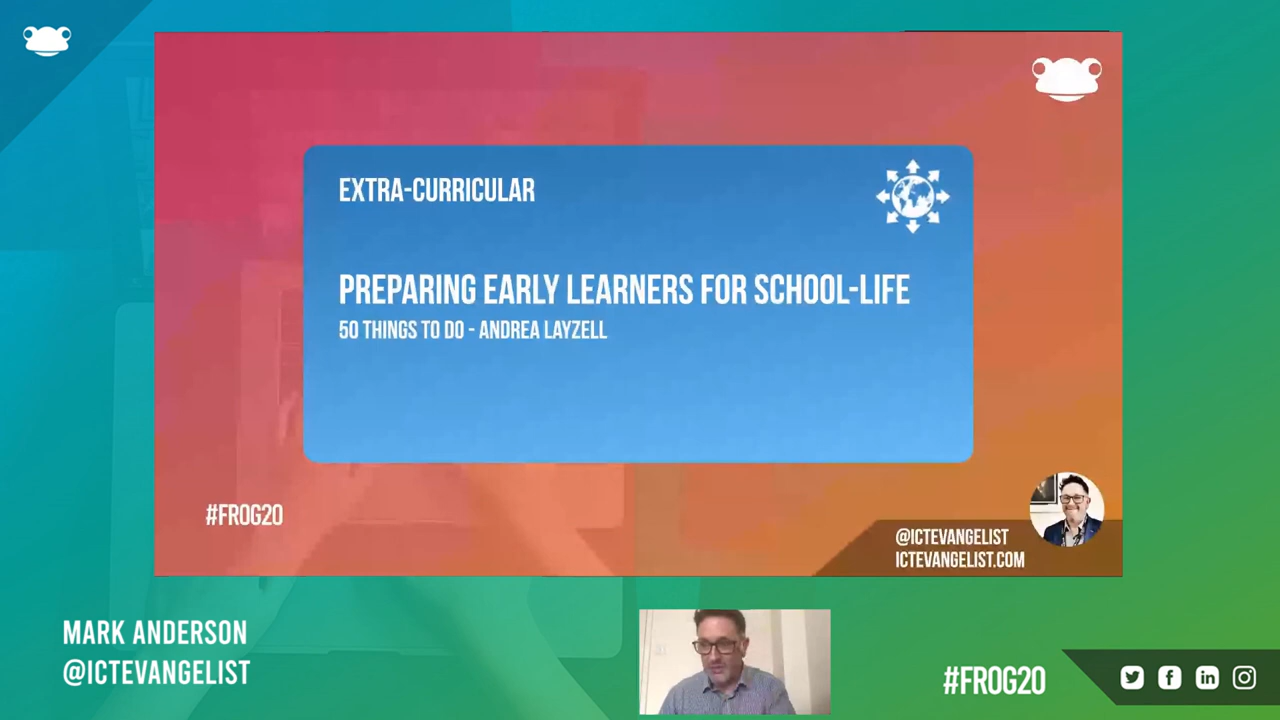 EXTRA-CURRICULAR
PREPARING EARLY LEARNERS FOR SCHOOL-LIFE
50 THINGS TO DO - ANDREA LAYZELL
#FROG20
@ICTEVANGELIST
ICTEVANGELIST.COM
MARK ANDERSON
@ICTEVANGELIST
#FROG20